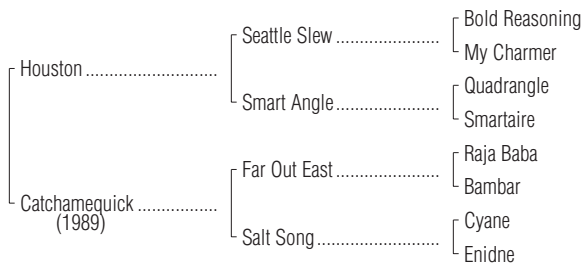 Bold Reasoning
Seattle Slew ........................
My Charmer
Houston ..............................
Quadrangle
Smart Angle ........................
Smartaire
Raja Baba
Far Out East ........................
Bambar
Catchamequick ..................
(1989)
Cyane
Salt Song ............................
Enidne